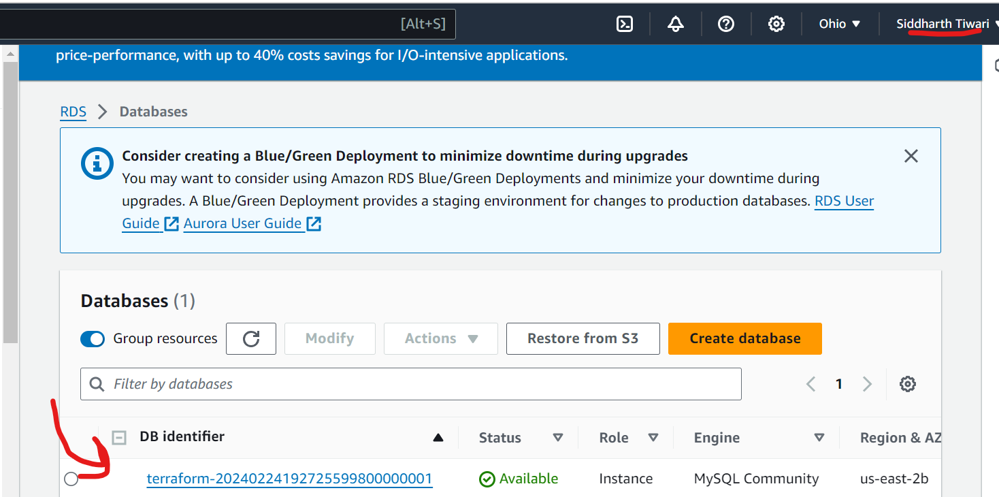 [Alt+S]
Ohio
Siddharth Tiwari
price-performance, with up to 40% costs savings for I/O-intensive applications.
RDS
Databases
Consider creating a Blue/Green Deployment to minimize downtime during upgrades
You may want to consider using Amazon RDS Blue/Green Deployments and minimize your downtime during
upgrades. A Blue/Green Deployment provides a staging environment for changes to production databases. RDS User
Guide Aurora User Guide
Databases (1)
Group resources
Modify
Actions
Restore from S3
Create database
Filter by databases
1
DB identifier
Status
Role
Engine
Region & AZ
terraform-20240224192725599800000001
Available
Instance
MySQL Community
us-east-2b